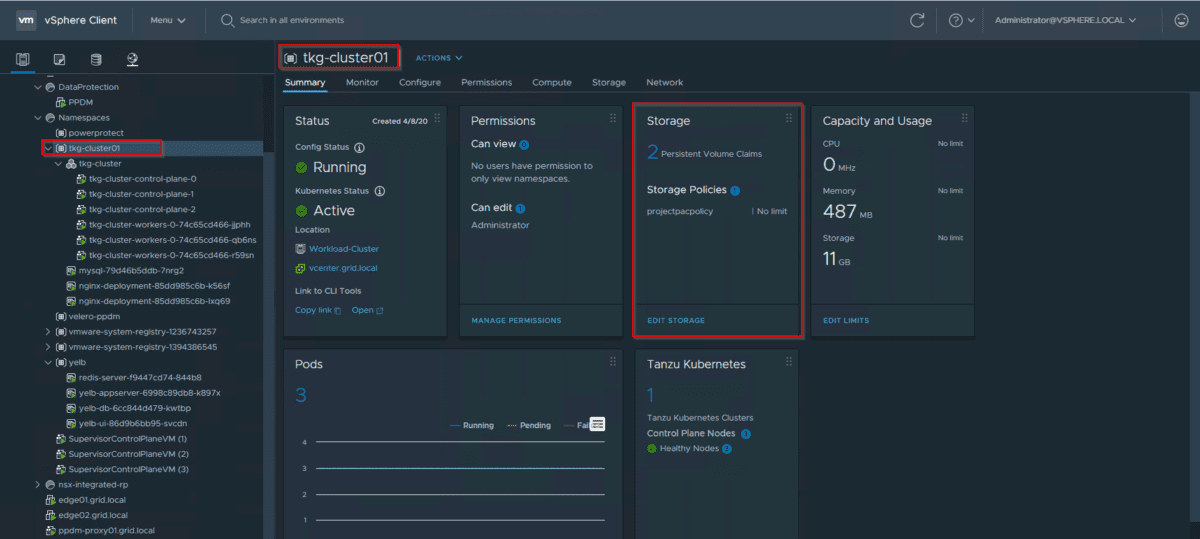 vm vSphere Client Menu Search in all environments Administrator@VSPHERE.LOCAL
DataProtection
PPDM
Namespaces
powerprotect
tkg-cluster01
tkg-cluster
tkg-cluster-control-plane-0
tkg-cluster-control-plane-1
tkg-cluster-control-plane-2
tkg-cluster-workers-0-74c65cd466-jjphh
tkg-cluster-workers-0-74c65cd466-qb6ns
tkg-cluster-workers-0-74c65cd466-r59sn
mysql-79d46b5ddb-7nrg2
nginx-deployment-85dd985c6b-k56sf
nginx-deployment-85dd985c6b-lxq69
velero-ppdm
vmware-system-registry-1236743257
vmware-system-registry-1394386545
yelb
redis-server-f9447cd74-844b8
yelb-appserver-6998c89db8-k897x
yelb-db-6cc844d479-kwtbp
yelb-ui-86d9b6bb95-svcdn
SupervisorControlPlaneVM (1)
SupervisorControlPlaneVM (2)
SupervisorControlPlaneVM (3)
nsx-integrated-rp
edge01.grid.local
edge02.grid.local
ppdm-proxy01.grid.local
tkg-cluster01 ACTIONS
Summary Monitor Configure Permissions Compute Storage Network
Status Created 4/8/20
Config Status
Running
Kubernetes Status
Active
Location
Workload-Cluster
vcenter.grid.local
Link to CLI Tools
Copy link Open
Permissions
Can view 0
No users have permission to
only view namespaces.
Can edit 1
Administrator
MANAGE PERMISSIONS
Storage
2 Persistent Volume Claims
Storage Policies 1
projectpacpolicy | No limit
EDIT STORAGE
Capacity and Usage
CPU No limit
0 MHz
Memory No limit
487 MB
Storage No limit
11 GB
EDIT LIMITS
Pods
3
Running Pending Fai
4
3
2
1
Tanzu Kubernetes
1
Tanzu Kubernetes Clusters
Control Plane Nodes
Healthy Nodes